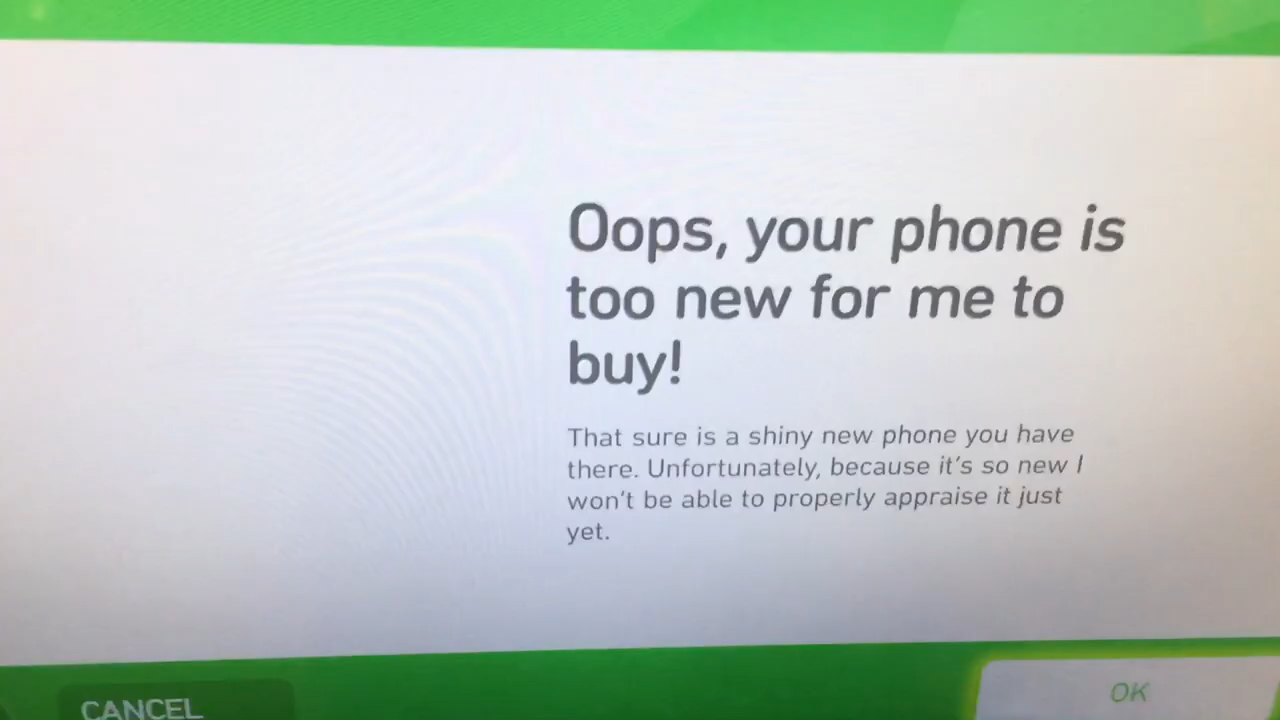 Oops, your phone is
too new for me to
buy!
That sure is a shiny new phone you have
there. Unfortunately, because it's so new I
won't be able to properly appraise it just
yet.
CANCEL
OK